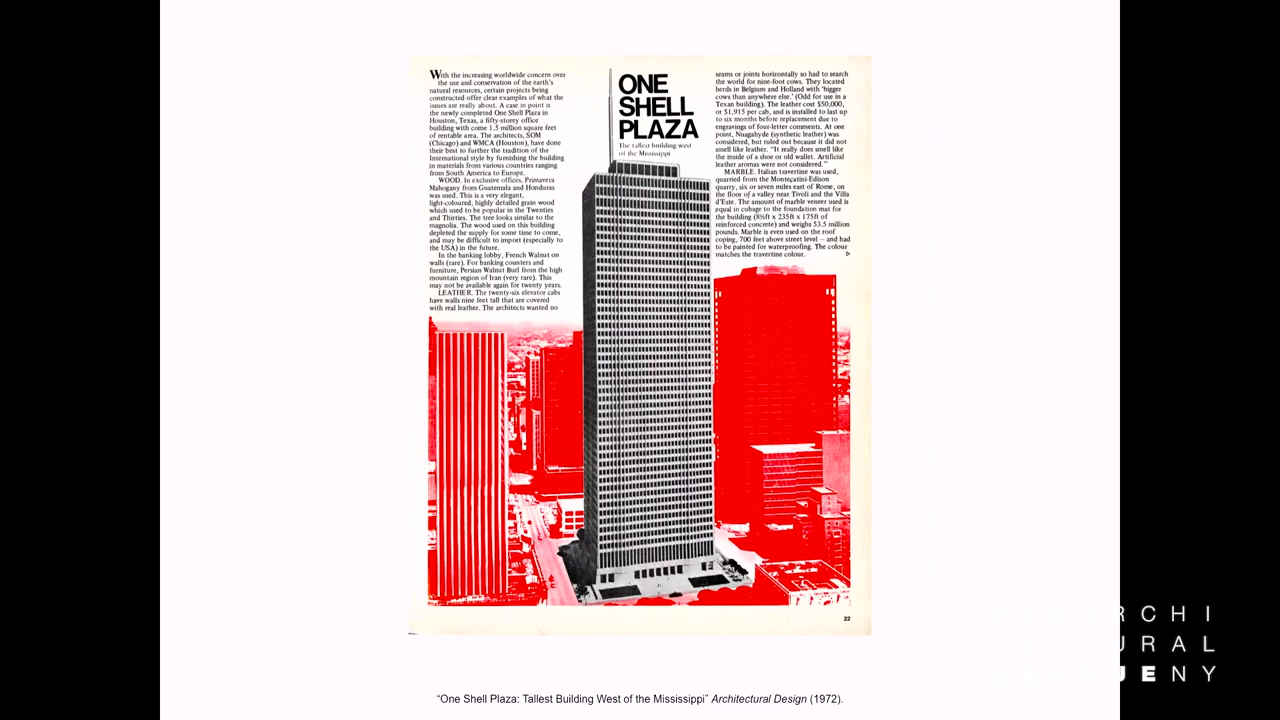 With the increasing worldwide concern over
the use and conservation of the earth's
natural resources, certain projects being
constructed offer clear examples of what the
issues are really about. A case in point is
the newly completed One Shell Plaza in
Houston, Texas, a fifty-storey office
building with come 1.5 million square feet
of rentable area. The architects, SOM
(Chicago) and WMCA (Houston), have done
their best to further the tradition of the
International style by furnishing the building
in materials from various countries ranging
from South America to Europe.
WOOD. In exclusive offices, Primavera
Mahogany from Guatemala and Honduras
was used. This is a very elegant,
light-coloured, highly detailed grain wood
which used to be popular in the Twenties
and Thirties. The tree looks similar to the
magnolia. The wood used on this building
depleted the supply for some time to come,
and may be difficult to import (especially to
the USA) in the future.
In the banking lobby, French Walnut on
walls (rare). For banking counters and
furniture, Persian Walnut Burl from the high
mountain region of Iran (very rare). This
may not be available again for twenty years.
LEATHER. The twenty-six elevator cabs
have walls nine feet tall that are covered
with real leather. The architects wanted no
ONE
SHELL
PLAZA
The tallest building west
of the Mississippi
seams or joints horizontally so had to search
the world for nine-foot cows. They located
herds in Belgium and Holland with 'bigger
cows than anywhere else.' (Odd for use in a
Texan building). The leather cost $50,000,
or $1,915 per cab, and is installed to last up
to six months before replacement due to
engravings of four-letter comments. At one
point, Nuagahyde (synthetic leather) was
considered, but ruled out because it did not
smell like leather. "It really does smell like
the inside of a shoe or old wallet. Artificial
leather aromas were not considered."
MARBLE. Italian travertine was used,
quarried from the Montecatini-Edison
quarry, six or seven miles east of Rome, on
the floor of a valley near Tivoli and the Villa
d'Este. The amount of marble veneer used is
equal in cubage to the foundation mat for
the building (8½ft x 235ft x 175ft of
reinforced concrete) and weighs 53.5 million
pounds. Marble is even used on the roof
coping, 700 feet above street level – and had
to be painted for waterproofing. The colour
matches the travertine colour.
22
"One Shell Plaza: Tallest Building West of the Mississippi" Architectural Design (1972).
RCHI
URAL
UENY